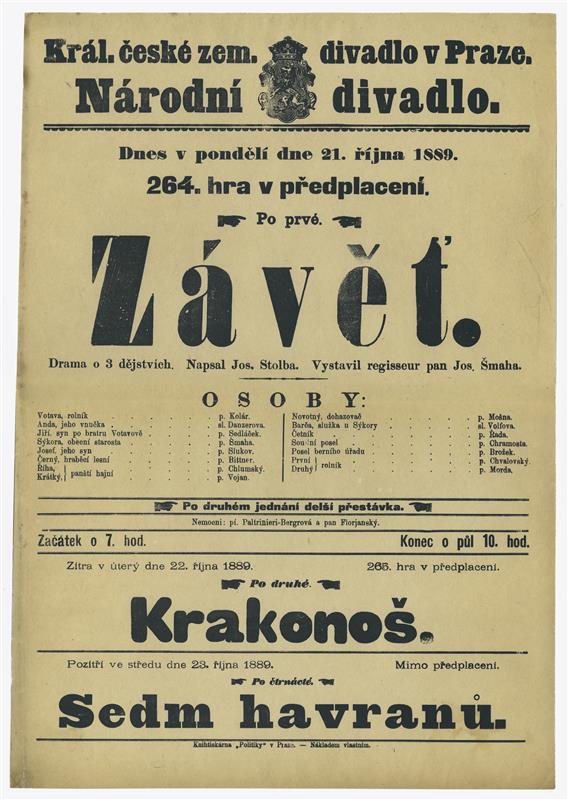 Král. české zem. divadlo v Praze.
Národní divadlo.
Dnes v pondělí dne 21. října 1889.
264. hra v předplacení.
Po prvé.
Závěť.
Drama o 3 dějstvích. Napsal Jos. Štolba. Vystavil regisseur pan Jos. Šmaha.
OSOBY:
Votava, rolník . . . p. Kolár.
Anda, jeho vnučka . . . sl. Danzerova.
Jiří, syn po bratru Votavově . . . p. Sedláček.
Sýkora, obecní starosta . . . p. Šmaha.
Josef, jeho syn . . . p. Slukov.
Černý, hraběcí lesní . . . p. Bittner.
Říha, } panští hajní . . . p. Chlumský.
Krátký, } . . . p. Vojan.
Novotný, dohazovač . . . p. Mošna.
Barča, služka u Sýkory . . . sl. Volfova.
Četník . . . p. Řada.
Soudní posel . . . p. Chramosta.
Posel berního úřadu . . . p. Brožek.
První } rolník . . . p. Chvalovský.
Druhý } . . . p. Morda.
Po druhém jednání delší přestávka.
Nemocni: pí. Paltrinieri-Bergrová a pan Florjanský.
Začátek o 7. hod. Konec o půl 10. hod.
Zítra v úterý dne 22. října 1889. 265. hra v předplacení.
Po druhé.
Krakonoš.
Pozítří ve středu dne 23. října 1889. Mimo předplacení.
Po čtrnácté.
Sedm havranů.
Knihtiskárna „Politiky“ v Praze. — Nákladem vlastním.